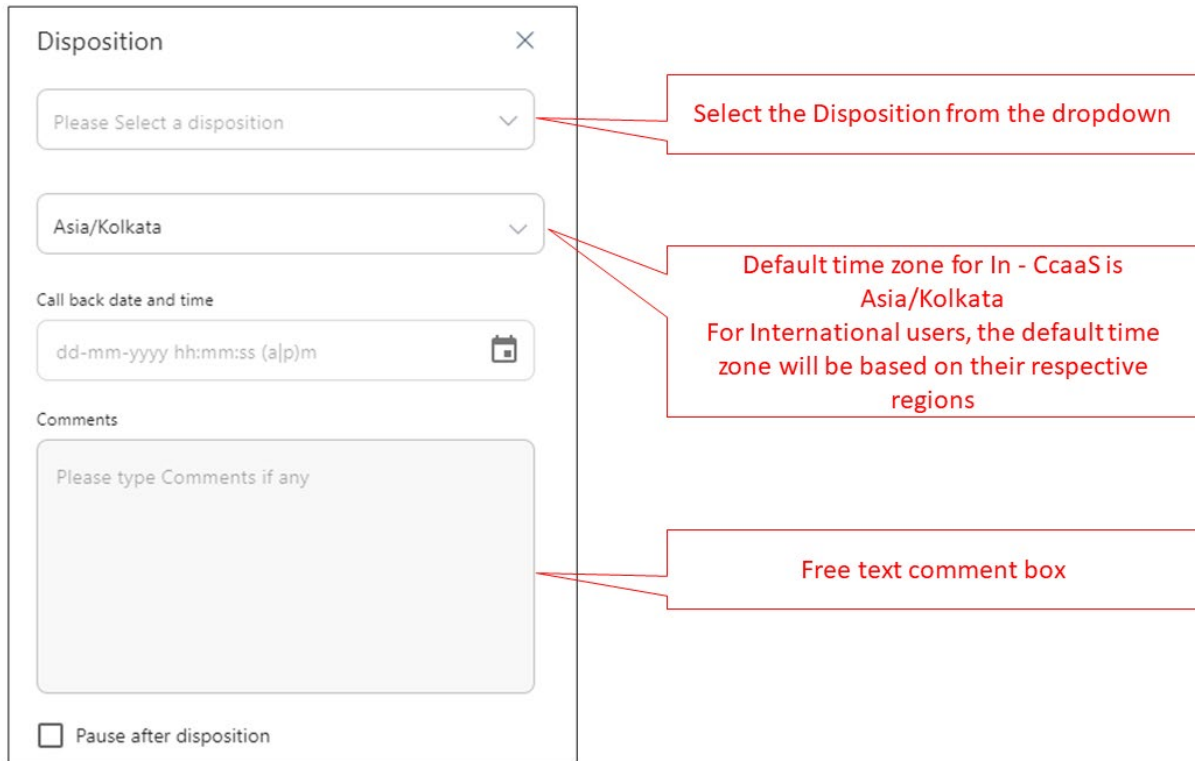 Disposition
Please Select a disposition
Select the Disposition from the dropdown
Asia/Kolkata
Default time zone for In - CcaaS is
Asia/Kolkata
For International users, the default time
zone will be based on their respective
regions
Call back date and time
dd-mm-yyyy hh:mm:ss (a|p)m
Comments
Please type Comments if any
Free text comment box
Pause after disposition